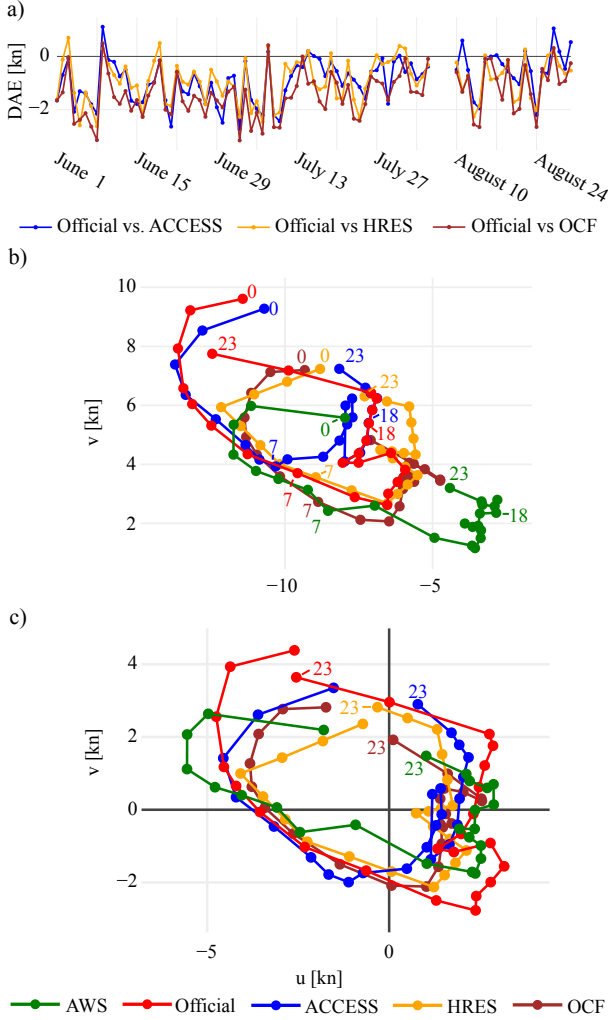 a)
DAE [kn]
0
−2
June 1
June 15
June 29
July 13
July 27
August 10
August 24
Official vs. ACCESS
Official vs HRES
Official vs OCF
b)
v [kn]
10
8
6
4
2
−10
−5
0
0
23
0
0
23
23
18
0
7
7
7
7
23
18
c)
v [kn]
4
2
0
−2
−5
0
u [kn]
23
23
23
23
23
AWS
Official
ACCESS
HRES
OCF